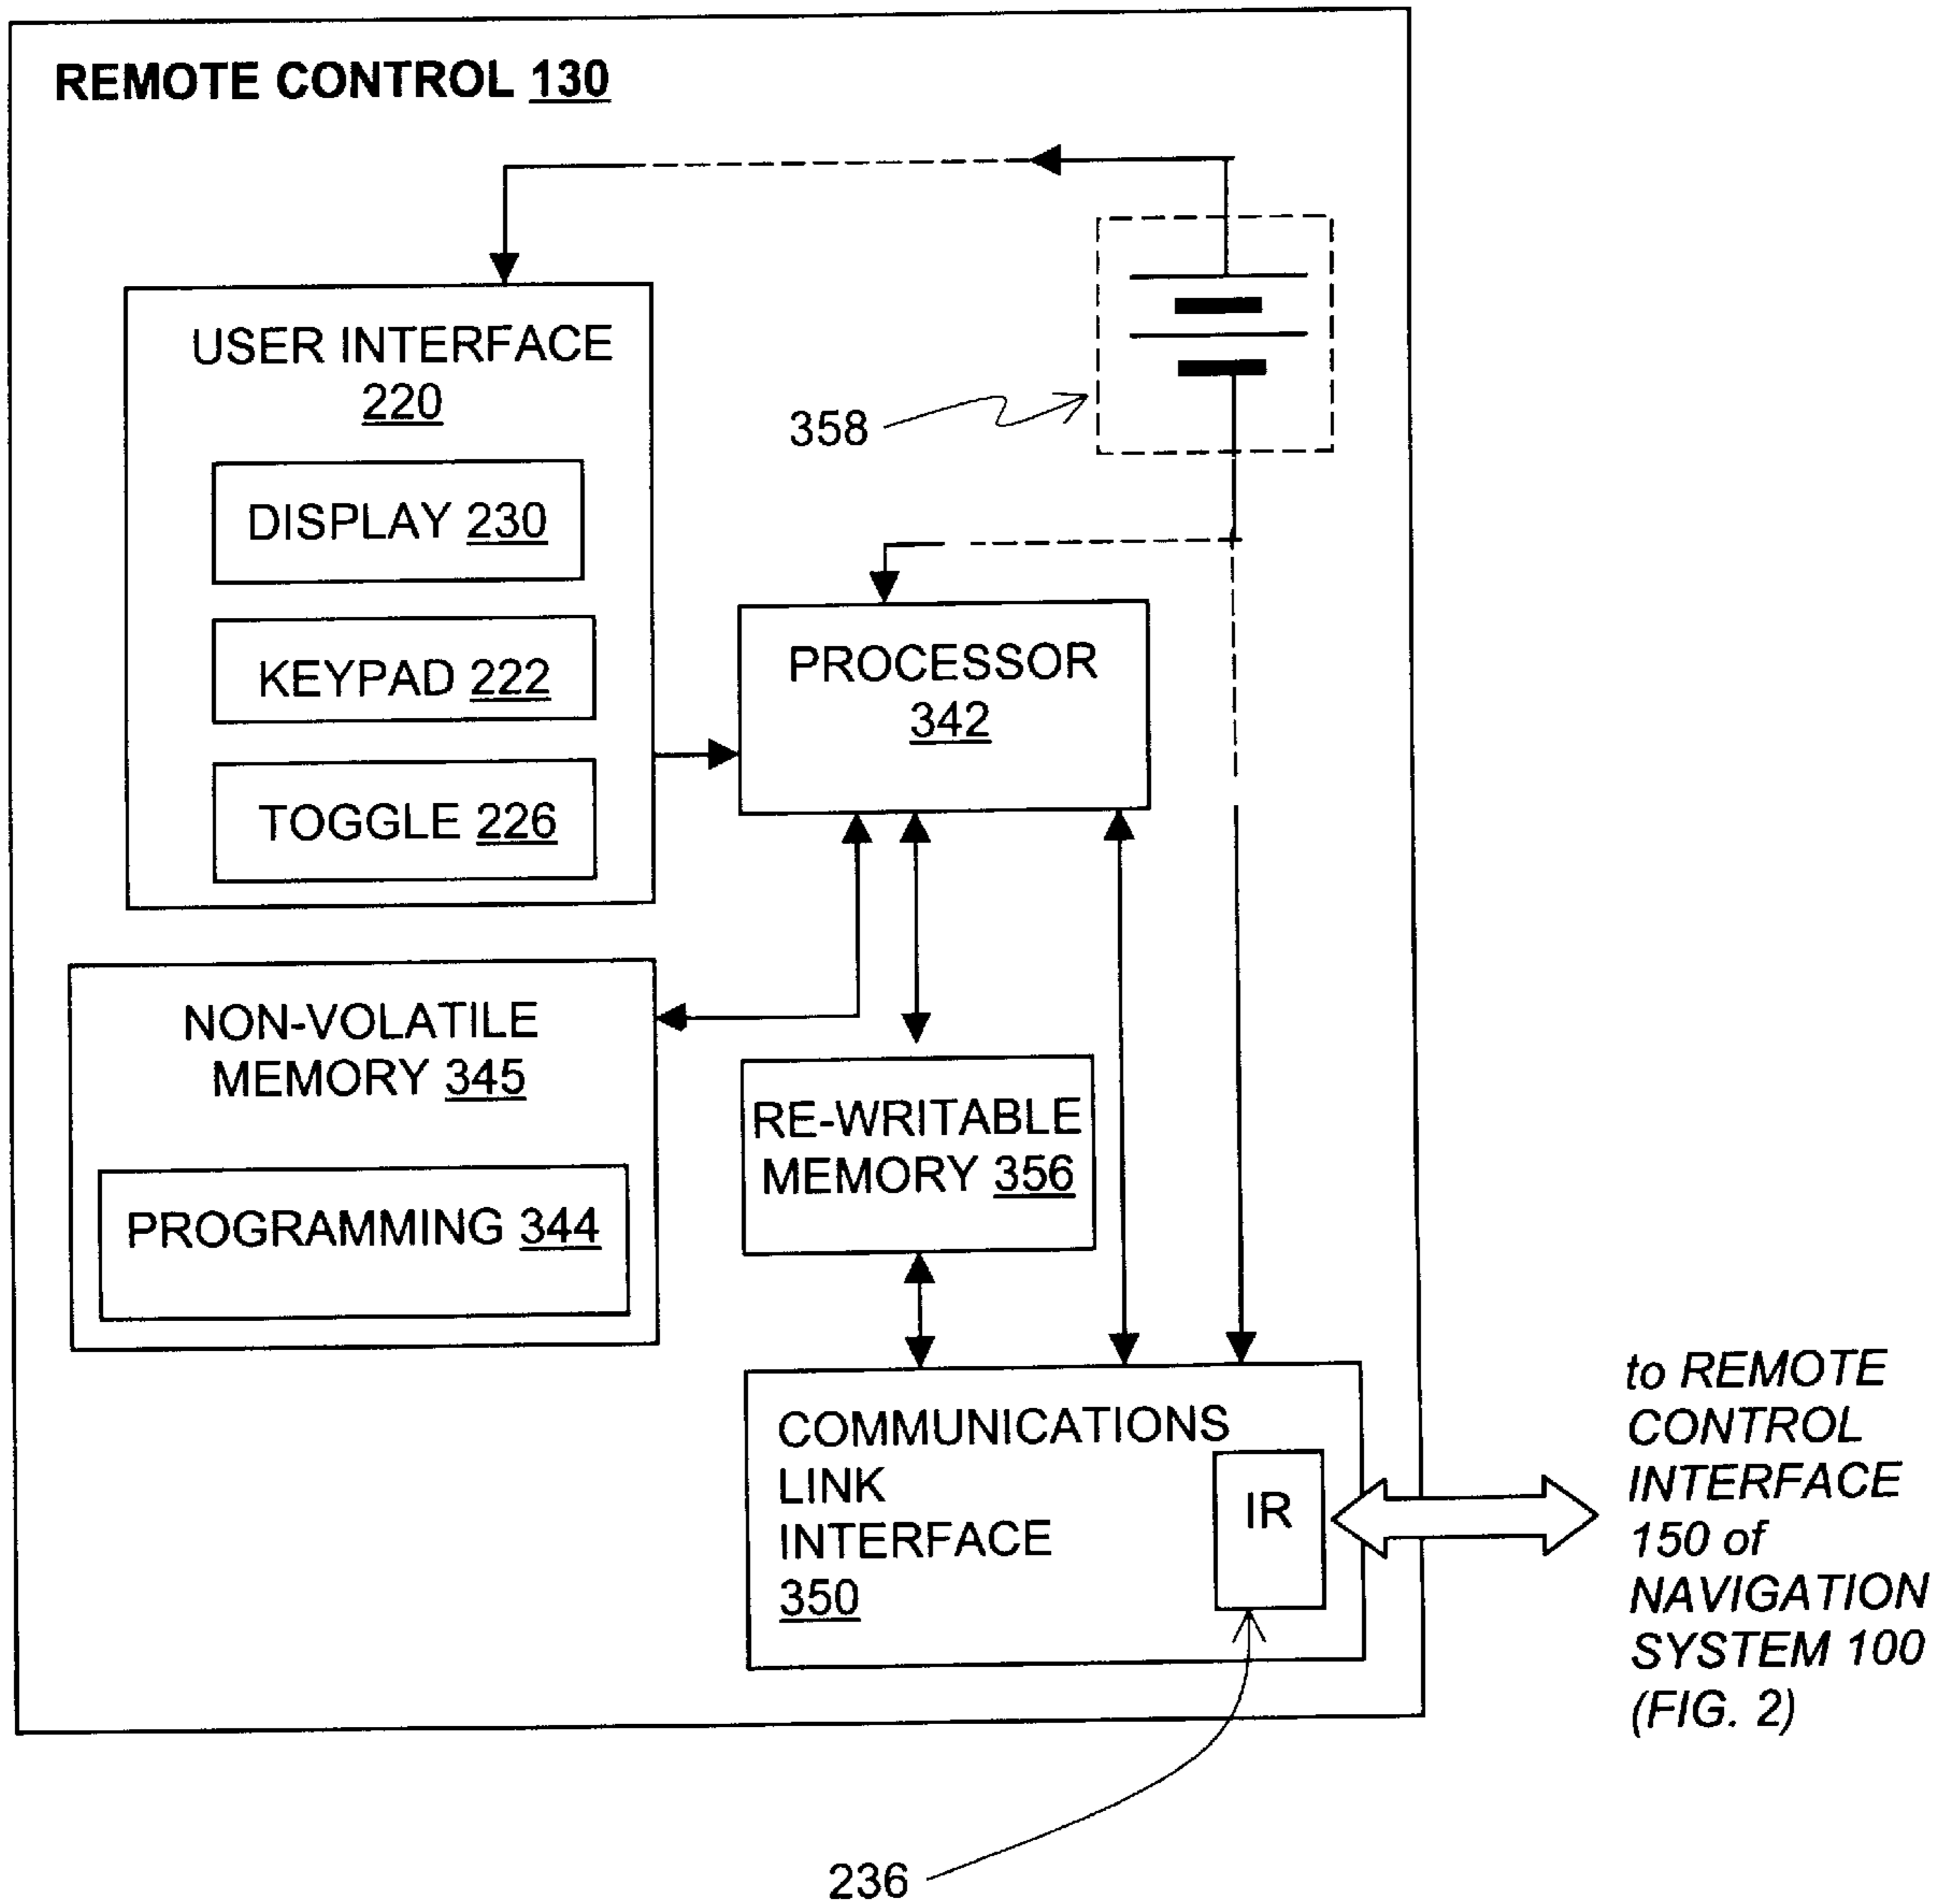 REMOTE CONTROL 130
USER INTERFACE
220
358
DISPLAY 230
KEYPAD 222
TOGGLE 226
PROCESSOR
342
NON-VOLATILE
MEMORY 345
PROGRAMMING 344
RE-WRITABLE
MEMORY 356
COMMUNICATIONS
LINK
INTERFACE
350
IR
to REMOTE
CONTROL
INTERFACE
150 of
NAVIGATION
SYSTEM 100
(FIG. 2)
236